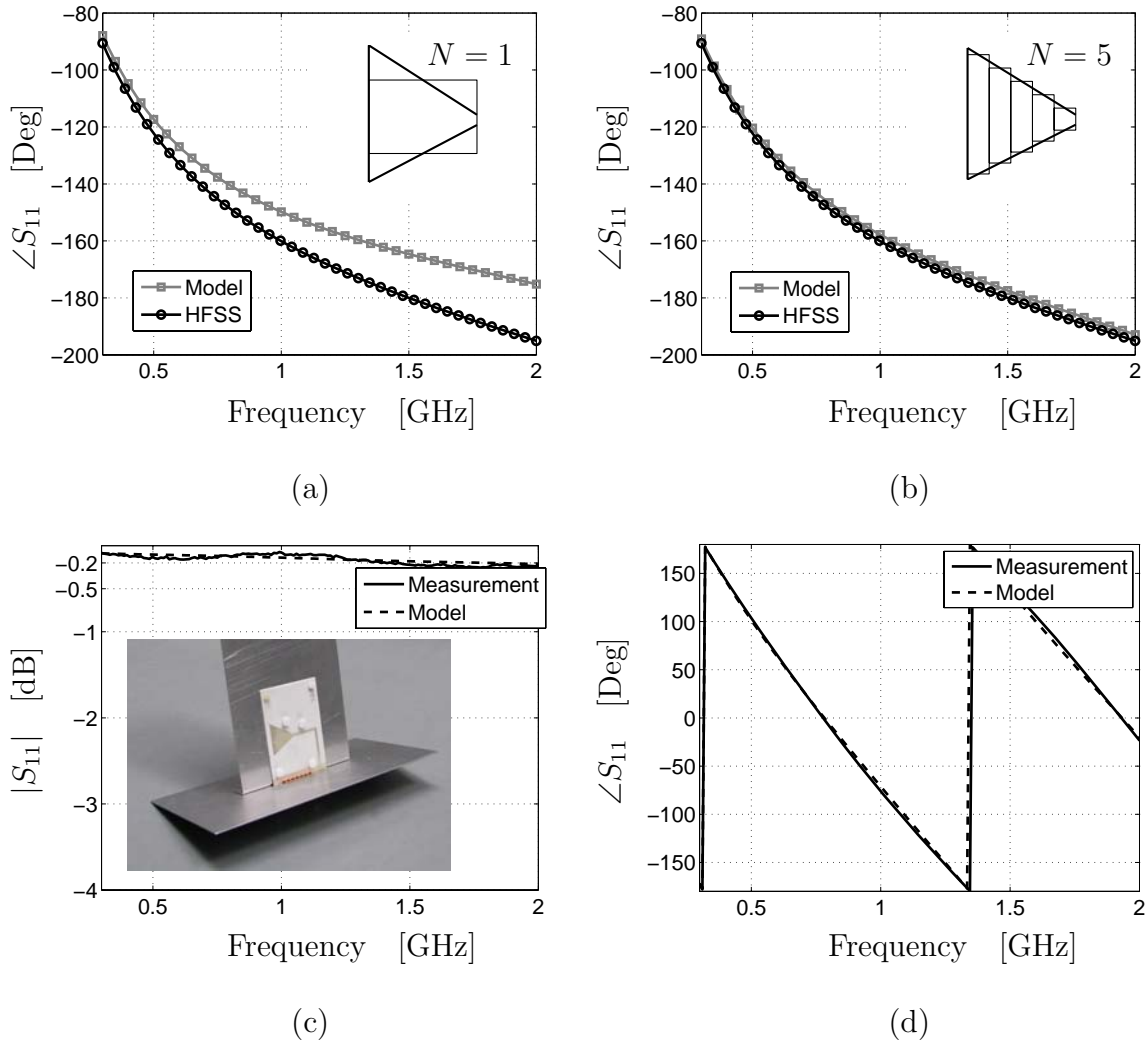 −80
−100
−120
−140
−160
−180
−200
∠S₁₁ [Deg]
N = 1
Model
HFSS
0.5 1 1.5 2
Frequency [GHz]
(a)
−80
−100
−120
−140
−160
−180
−200
∠S₁₁ [Deg]
N = 5
Model
HFSS
0.5 1 1.5 2
Frequency [GHz]
(b)
−0.2
−0.5
−1
−2
−3
−4
|S₁₁| [dB]
Measurement
Model
0.5 1 1.5 2
Frequency [GHz]
(c)
150
100
50
0
−50
−100
−150
∠S₁₁ [Deg]
Measurement
Model
0.5 1 1.5 2
Frequency [GHz]
(d)